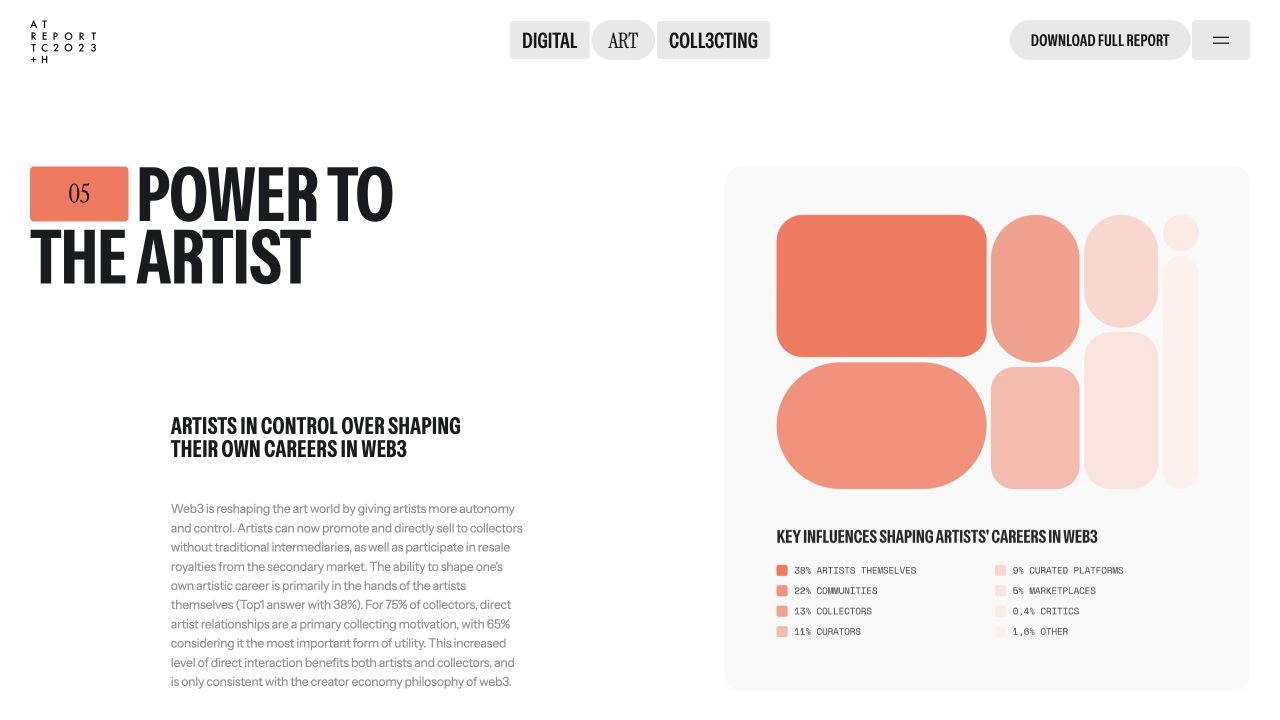 A T
R E P O R T
T C 2 0 2 3
+ H
DIGITAL ART COLL3CTING
DOWNLOAD FULL REPORT
05 POWER TO
THE ARTIST
ARTISTS IN CONTROL OVER SHAPING
THEIR OWN CAREERS IN WEB3
Web3 is reshaping the art world by giving artists more autonomy
and control. Artists can now promote and directly sell to collectors
without traditional intermediaries, as well as participate in resale
royalties from the secondary market. The ability to shape one's
own artistic career is primarily in the hands of the artists
themselves (Top1 answer with 38%). For 75% of collectors, direct
artist relationships are a primary collecting motivation, with 65%
considering it the most important form of utility. This increased
level of direct interaction benefits both artists and collectors, and
is only consistent with the creator economy philosophy of web3.
KEY INFLUENCES SHAPING ARTISTS' CAREERS IN WEB3
38% ARTISTS THEMSELVES
22% COMMUNITIES
13% COLLECTORS
11% CURATORS
9% CURATED PLATFORMS
5% MARKETPLACES
0,4% CRITICS
1,6% OTHER